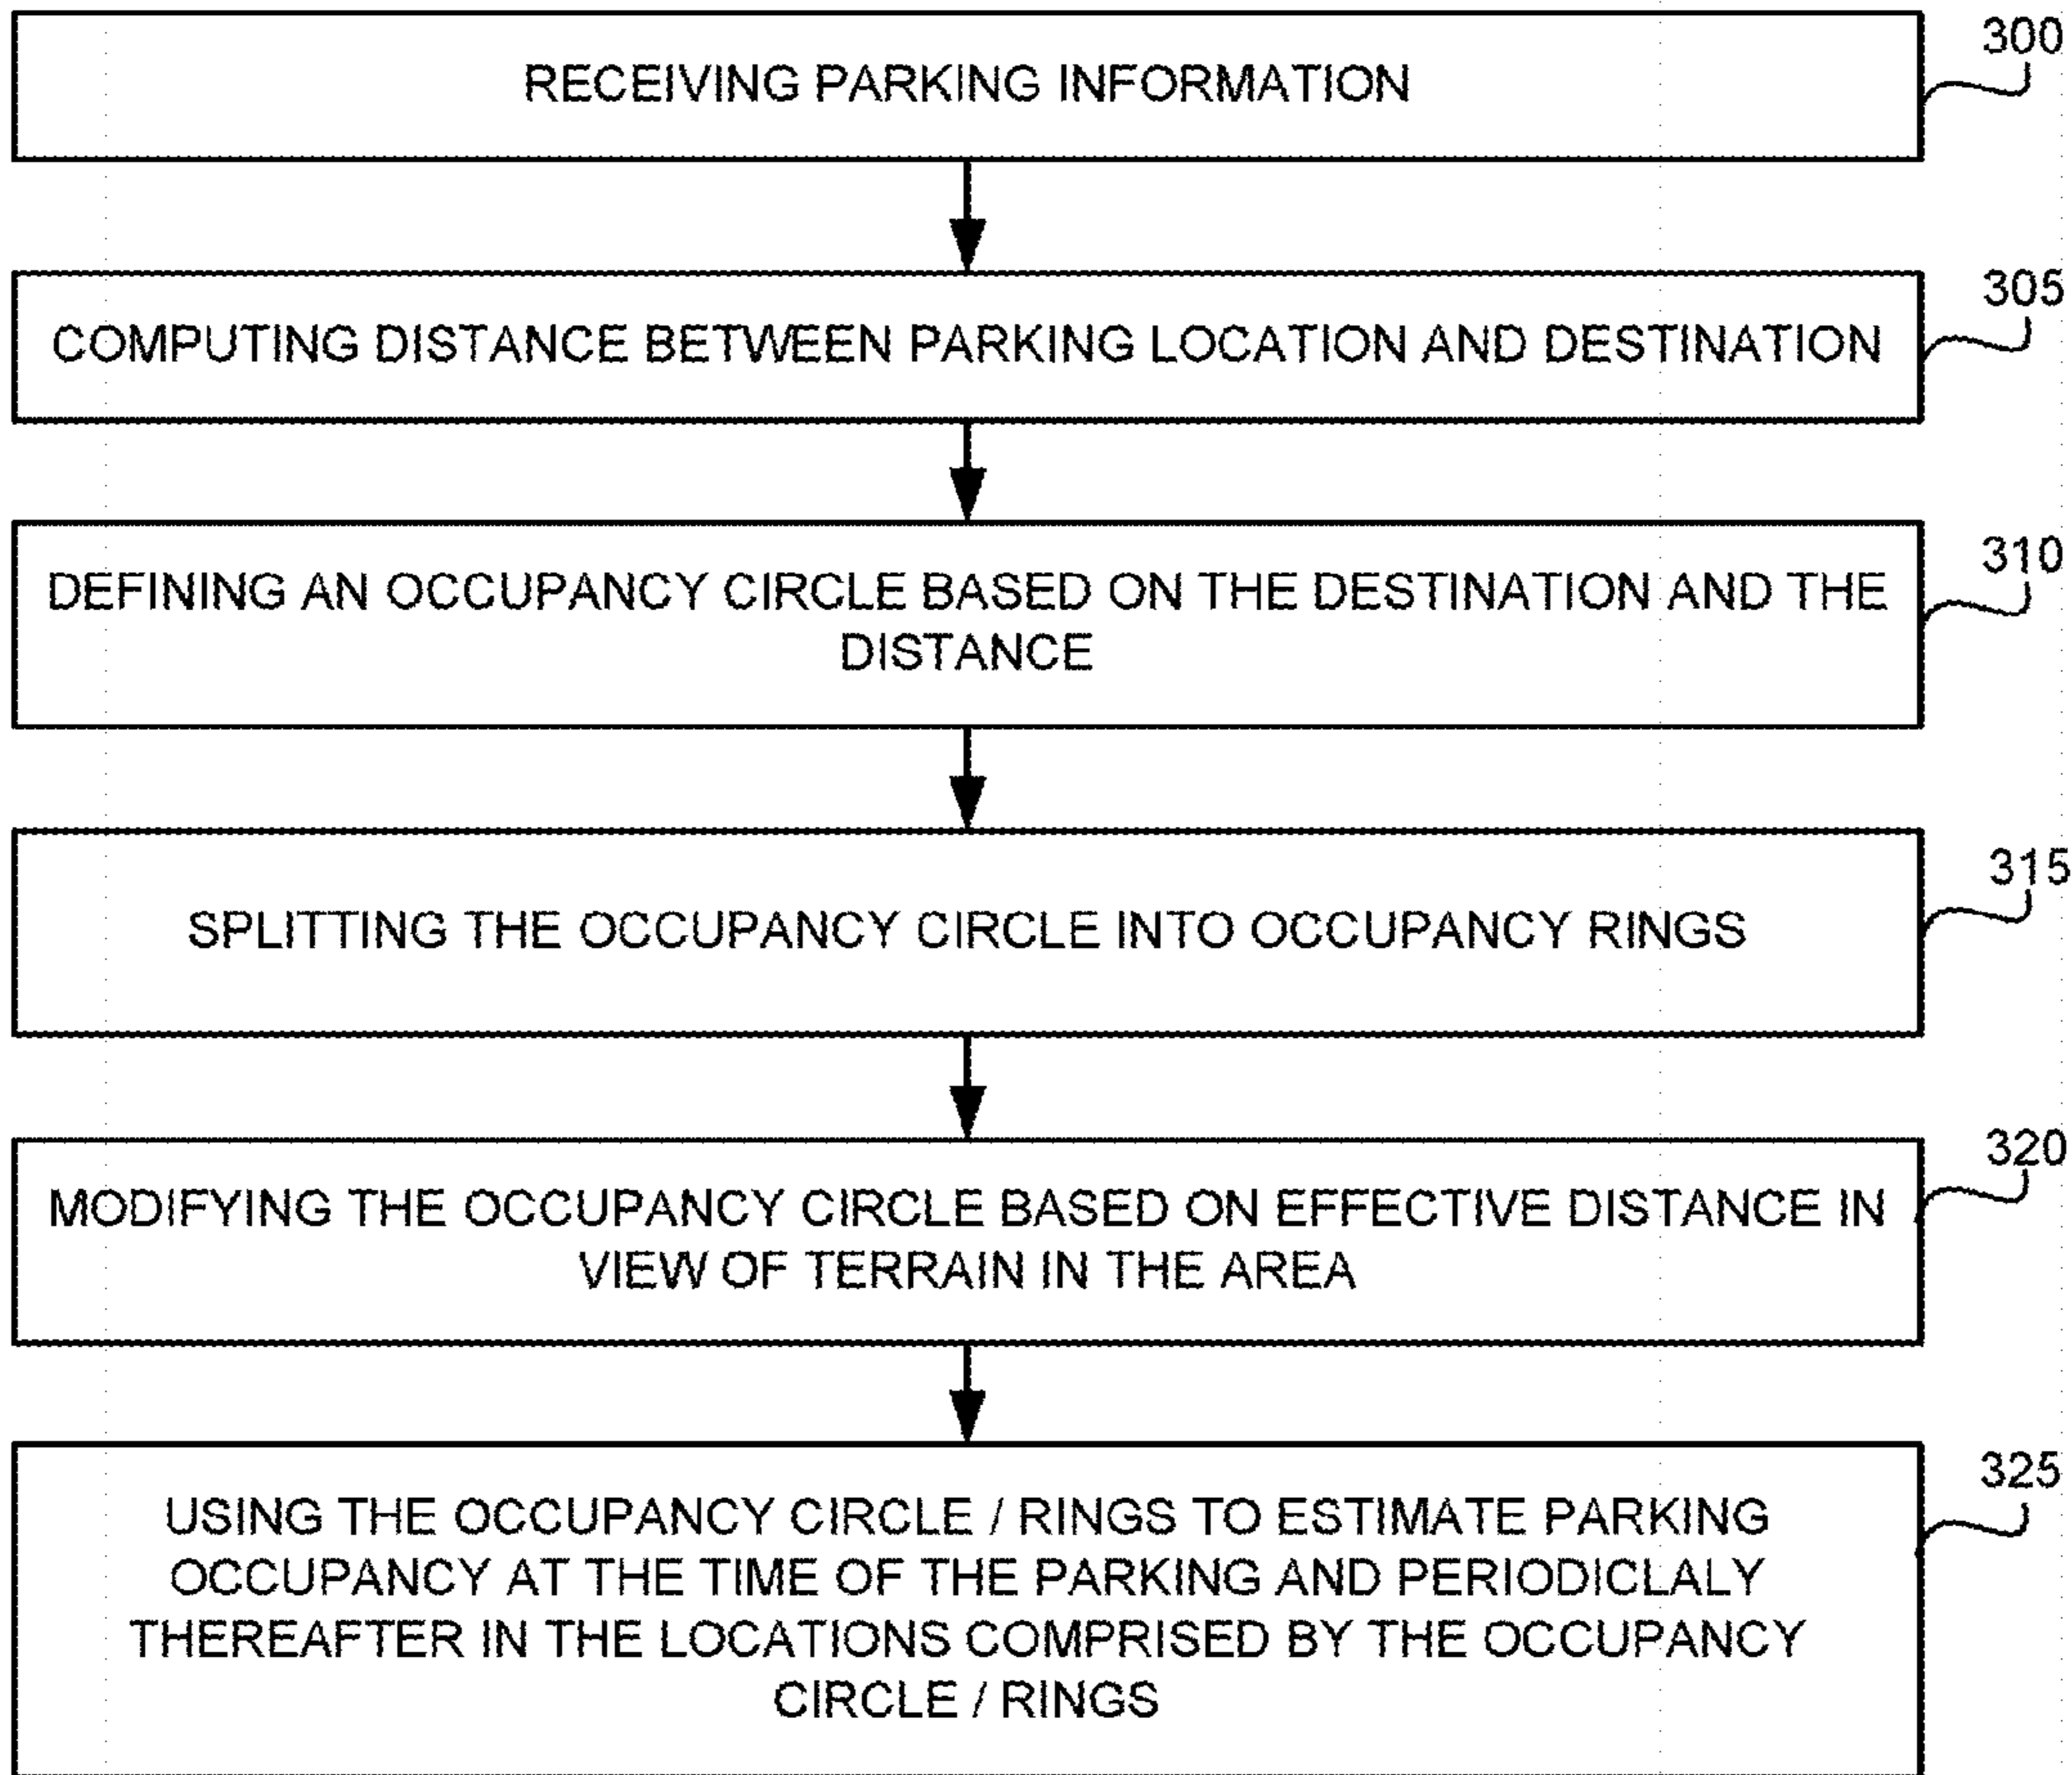 RECEIVING PARKING INFORMATION
300
COMPUTING DISTANCE BETWEEN PARKING LOCATION AND DESTINATION
305
DEFINING AN OCCUPANCY CIRCLE BASED ON THE DESTINATION AND THE
DISTANCE
310
SPLITTING THE OCCUPANCY CIRCLE INTO OCCUPANCY RINGS
315
MODIFYING THE OCCUPANCY CIRCLE BASED ON EFFECTIVE DISTANCE IN
VIEW OF TERRAIN IN THE AREA
320
USING THE OCCUPANCY CIRCLE / RINGS TO ESTIMATE PARKING
OCCUPANCY AT THE TIME OF THE PARKING AND PERIODICLALY
THEREAFTER IN THE LOCATIONS COMPRISED BY THE OCCUPANCY
CIRCLE / RINGS
325